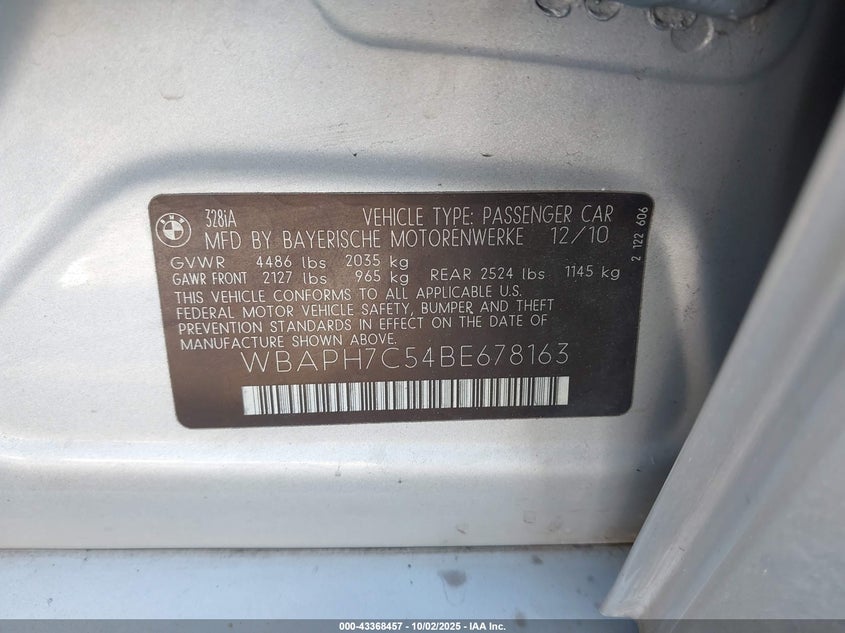 BMW
328iA VEHICLE TYPE: PASSENGER CAR
MFD BY BAYERISCHE MOTORENWERKE 12/10
GVWR 4486 lbs 2035 kg
GAWR FRONT 2127 lbs 965 kg REAR 2524 lbs 1145 kg
THIS VEHICLE CONFORMS TO ALL APPLICABLE U.S.
FEDERAL MOTOR VEHICLE SAFETY, BUMPER AND THEFT
PREVENTION STANDARDS IN EFFECT ON THE DATE OF
MANUFACTURE SHOWN ABOVE.
WBAPH7C54BE678163
2 122 606
000-43368457 - 10/02/2025 - IAA Inc.